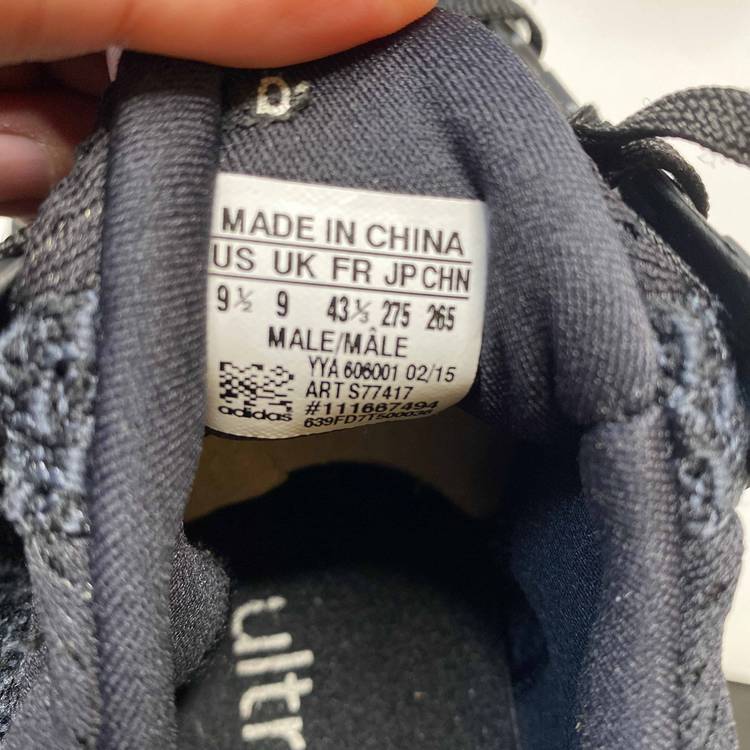 MADE IN CHINA
US UK FR JP CHN
9½ 9 43⅓ 275 265
MALE/MÂLE
YYA 606001 02/15
ART S77417
#111667494
adidas
639FD7T500036
ultr